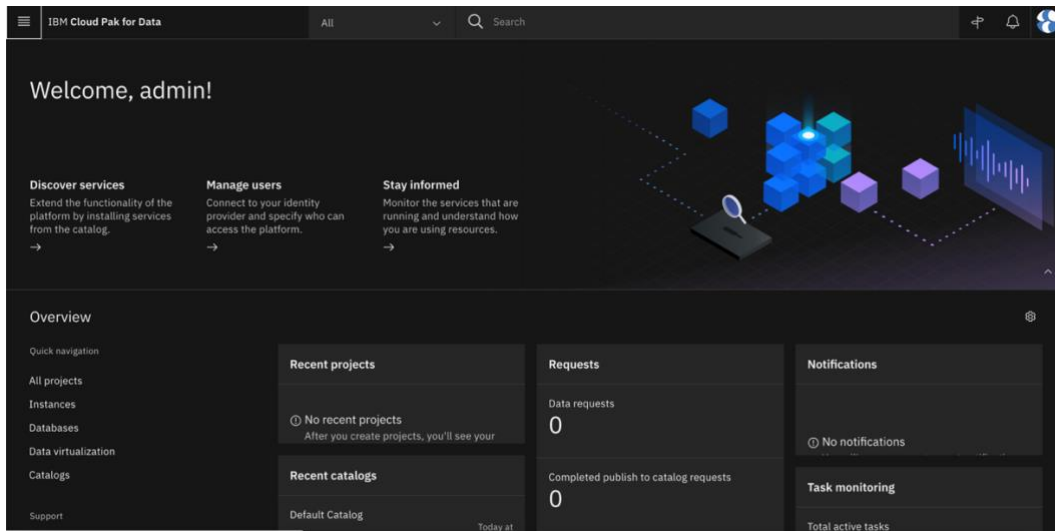 IBM Cloud Pak for Data
All
Search
Welcome, admin!
Discover services
Extend the functionality of the
platform by installing services
from the catalog.
→
Manage users
Connect to your identity
provider and specify who can
access the platform.
→
Stay informed
Monitor the services that are
running and understand how
you are using resources.
→
Overview
Quick navigation
All projects
Instances
Databases
Data virtualization
Catalogs
Support
Recent projects
No recent projects
After you create projects, you'll see your
Recent catalogs
Default Catalog
Today at
Requests
Data requests
0
Completed publish to catalog requests
0
Notifications
No notifications
Task monitoring
Total active tasks